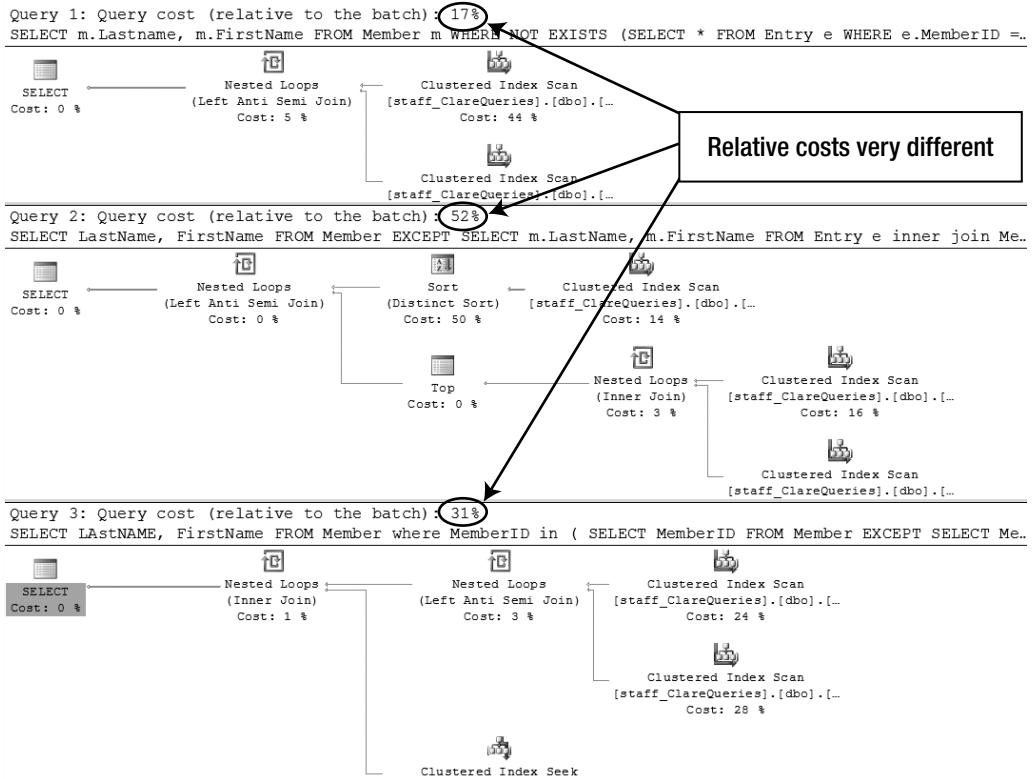 Query 1: Query cost (relative to the batch): 17%
SELECT m.Lastname, m.FirstName FROM Member m WHERE NOT EXISTS (SELECT * FROM Entry e WHERE e.MemberID =…
SELECT
Cost: 0 %
Nested Loops
(Left Anti Semi Join)
Cost: 5 %
Clustered Index Scan
[staff_ClareQueries].[dbo].[…
Cost: 44 %
Clustered Index Scan
[staff_ClareQueries].[dbo].[…
Relative costs very different
Query 2: Query cost (relative to the batch): 52%
SELECT LastName, FirstName FROM Member EXCEPT SELECT m.LastName, m.FirstName FROM Entry e inner join Me…
SELECT
Cost: 0 %
Nested Loops
(Left Anti Semi Join)
Cost: 0 %
Sort
(Distinct Sort)
Cost: 50 %
Clustered Index Scan
[staff_ClareQueries].[dbo].[…
Cost: 14 %
Top
Cost: 0 %
Nested Loops
(Inner Join)
Cost: 3 %
Clustered Index Scan
[staff_ClareQueries].[dbo].[…
Cost: 16 %
Clustered Index Scan
[staff_ClareQueries].[dbo].[…
Query 3: Query cost (relative to the batch): 31%
SELECT LAstNAME, FirstName FROM Member where MemberID in ( SELECT MemberID FROM Member EXCEPT SELECT Me…
SELECT
Cost: 0 %
Nested Loops
(Inner Join)
Cost: 1 %
Nested Loops
(Left Anti Semi Join)
Cost: 3 %
Clustered Index Scan
[staff_ClareQueries].[dbo].[…
Cost: 24 %
Clustered Index Scan
[staff_ClareQueries].[dbo].[…
Cost: 28 %
Clustered Index Seek